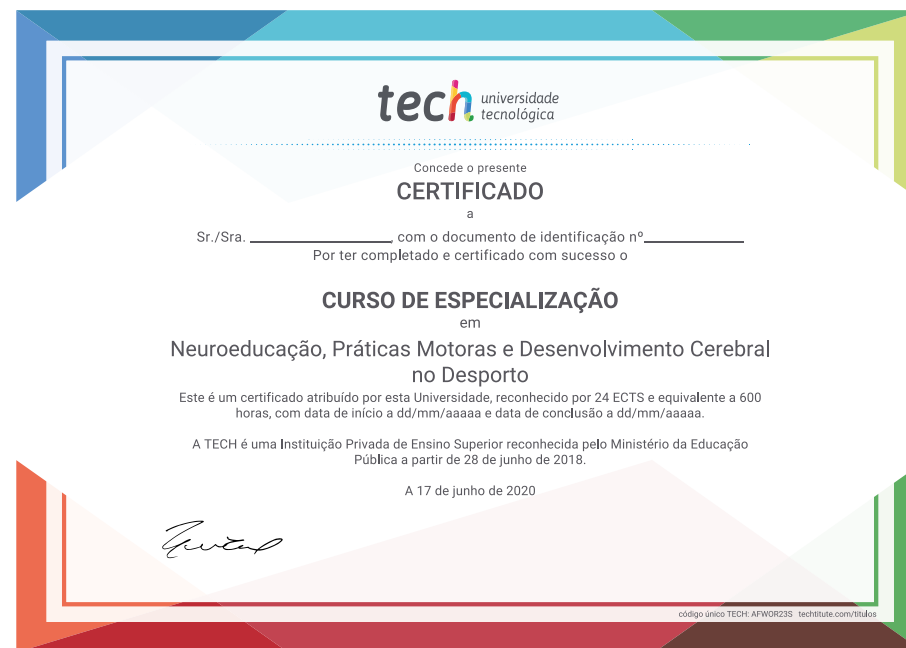 tech universidade
tecnológica
Concede o presente
CERTIFICADO
a
Sr./Sra. ____________, com o documento de identificação nº____________
Por ter completado e certificado com sucesso o
CURSO DE ESPECIALIZAÇÃO
em
Neuroeducação, Práticas Motoras e Desenvolvimento Cerebral
no Desporto
Este é um certificado atribuído por esta Universidade, reconhecido por 24 ECTS e equivalente a 600
horas, com data de início a dd/mm/aaaaa e data de conclusão a dd/mm/aaaaa.
A TECH é uma Instituição Privada de Ensino Superior reconhecida pelo Ministério da Educação
Pública a partir de 28 de junho de 2018.
A 17 de junho de 2020
código único TECH: AFWOR23S techtitute.com/titulos